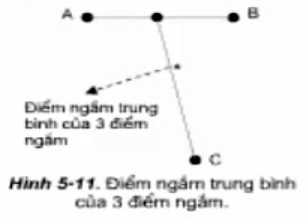 A B
Điểm ngắm trung
bình của 3 điểm
ngắm
C
Hình 5-11. Điểm ngắm trung bình
của 3 điểm ngắm.